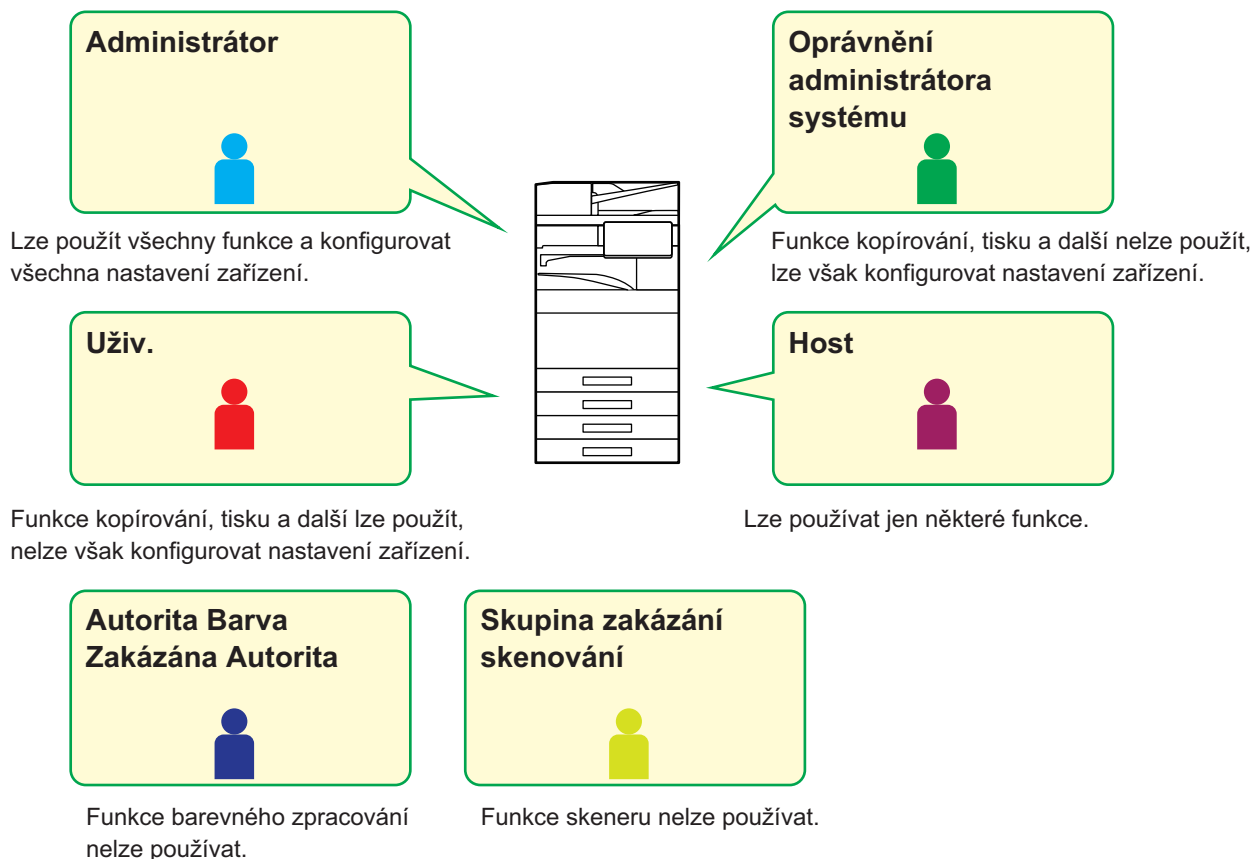 Administrátor
Lze použít všechny funkce a konfigurovat
všechna nastavení zařízení.
Oprávnění
administrátora
systému
Funkce kopírování, tisku a další nelze použít,
lze však konfigurovat nastavení zařízení.
Uživ.
Funkce kopírování, tisku a další lze použít,
nelze však konfigurovat nastavení zařízení.
Host
Lze používat jen některé funkce.
Autorita Barva
Zakázána Autorita
Funkce barevného zpracování
nelze používat.
Skupina zakázání
skenování
Funkce skeneru nelze používat.